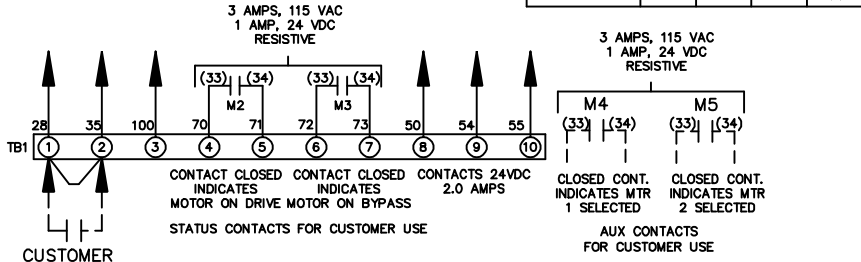 3 AMPS, 115 VAC
1 AMP, 24 VDC
RESISTIVE
(33) (34) (33) (34)
M2 M3
28 35 100 70 71 72 73 50 54 55
TB1 1 2 3 4 5 6 7 8 9 10
CONTACT CLOSED CONTACT CLOSED CONTACTS 24VDC
INDICATES INDICATES 2.0 AMPS
MOTOR ON DRIVE MOTOR ON BYPASS
STATUS CONTACTS FOR CUSTOMER USE
CUSTOMER
3 AMPS, 115 VAC
1 AMP, 24 VDC
RESISTIVE
M4 M5
(33) (34) (33) (34)
CLOSED CONT. CLOSED CONT.
INDICATES MTR INDICATES MTR
1 SELECTED 2 SELECTED
AUX CONTACTS
FOR CUSTOMER USE